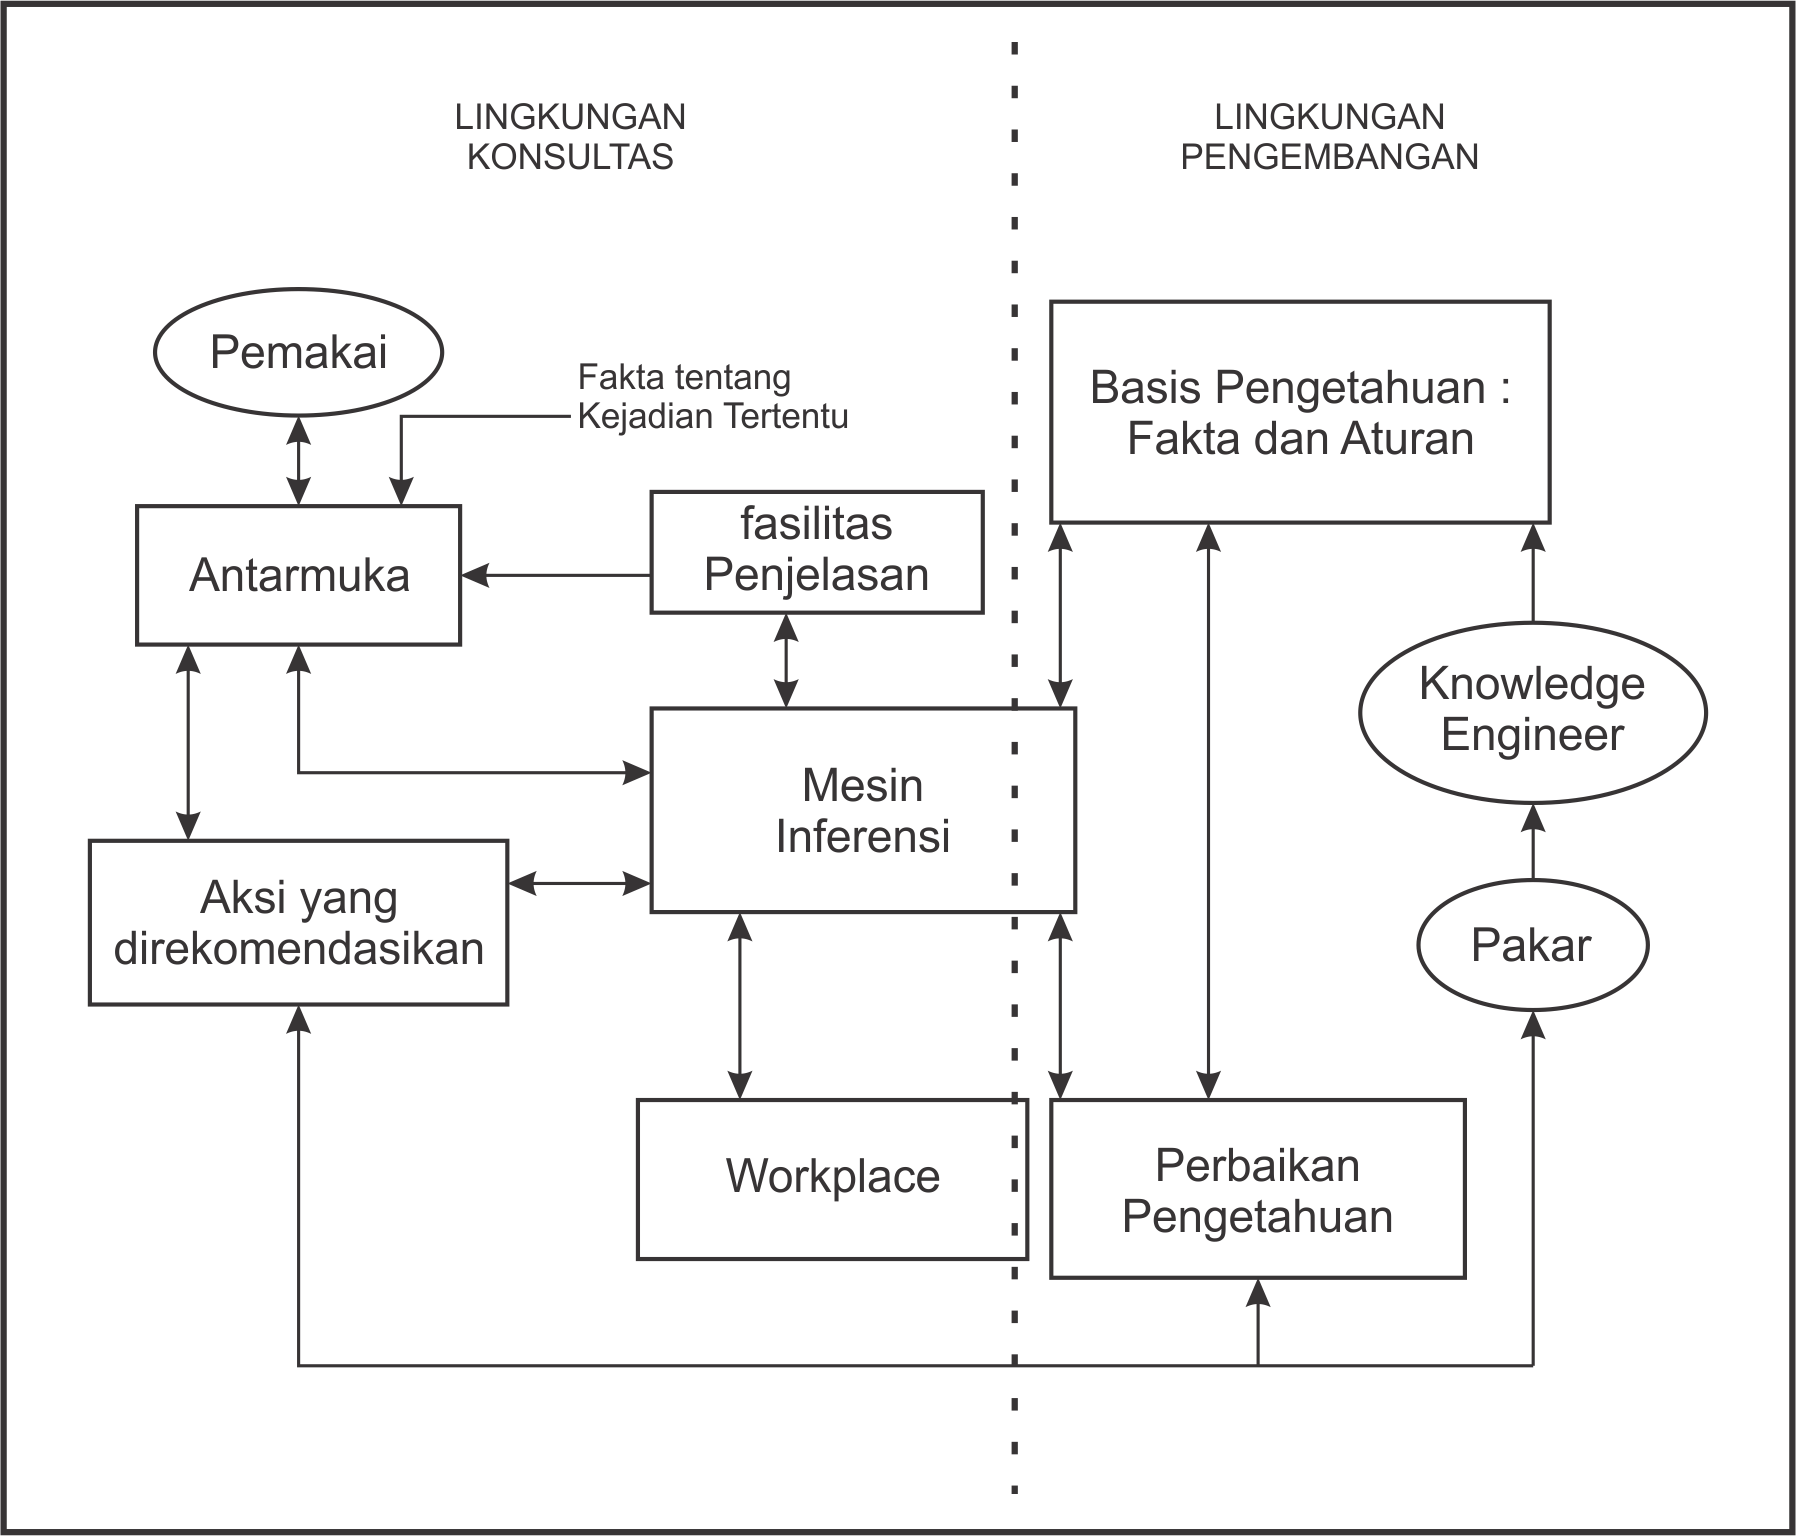 LINGKUNGAN
KONSULTAS
LINGKUNGAN
PENGEMBANGAN
Pemakai
Fakta tentang
Kejadian Tertentu
Basis Pengetahuan :
Fakta dan Aturan
Antarmuka
fasilitas
Penjelasan
Knowledge
Engineer
Mesin
Inferensi
Aksi yang
direkomendasikan
Pakar
Workplace
Perbaikan
Pengetahuan